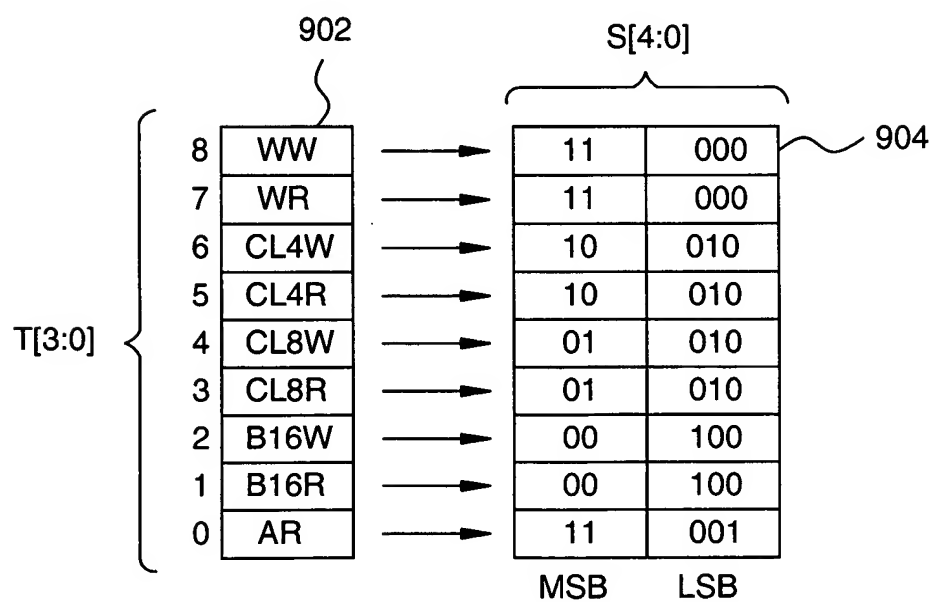 902
S[4:0]
904
T[3:0]
8 WW 11 000
7 WR 11 000
6 CL4W 10 010
5 CL4R 10 010
4 CL8W 01 010
3 CL8R 01 010
2 B16W 00 100
1 B16R 00 100
0 AR 11 001
MSB LSB